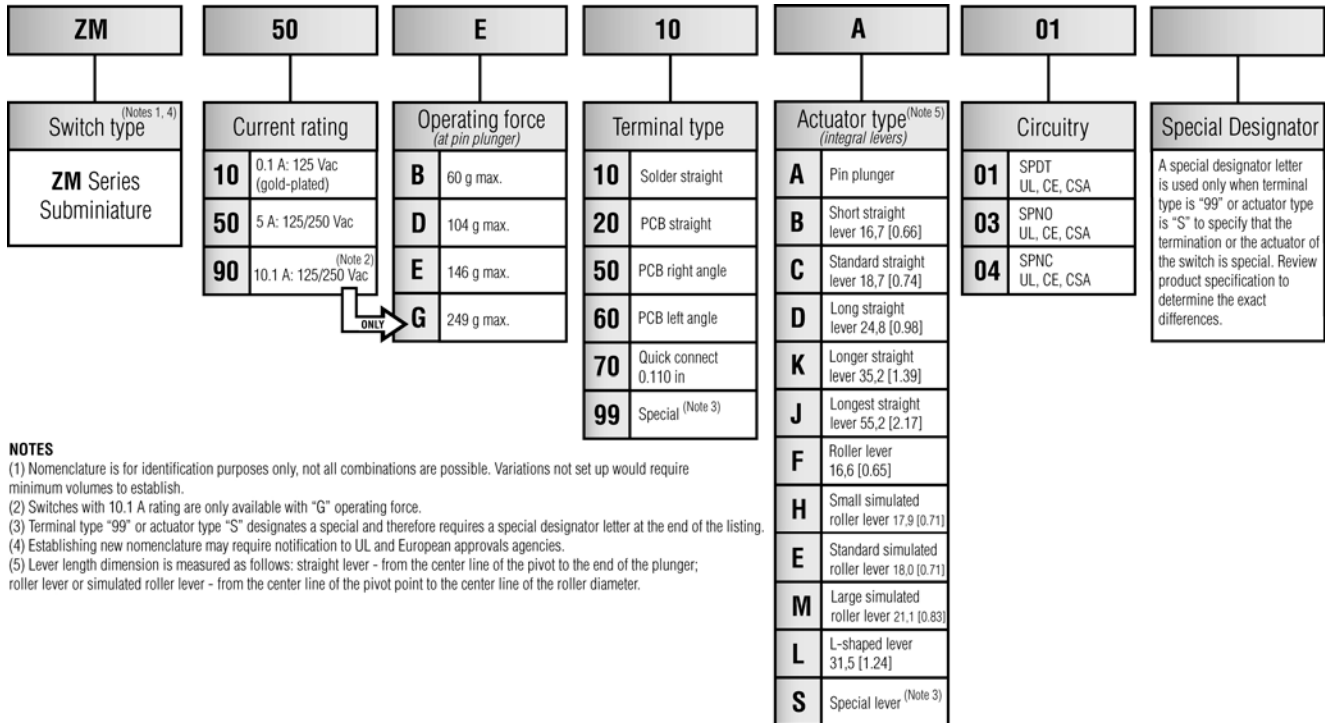 ZM
50
E
10
A
01
Switch type (Notes 1, 4)
ZM Series
Subminiature
Current rating
10 0.1 A: 125 Vac
(gold-plated)
50 5 A: 125/250 Vac
90 10.1 A: 125/250 Vac (Note 2)
ONLY
Operating force
(at pin plunger)
B 60 g max.
D 104 g max.
E 146 g max.
G 249 g max.
Terminal type
10 Solder straight
20 PCB straight
50 PCB right angle
60 PCB left angle
70 Quick connect
0.110 in
99 Special (Note 3)
Actuator type (Note 5)
(integral levers)
A Pin plunger
B Short straight
lever 16,7 [0.66]
C Standard straight
lever 18,7 [0.74]
D Long straight
lever 24,8 [0.98]
K Longer straight
lever 35,2 [1.39]
J Longest straight
lever 55,2 [2.17]
F Roller lever
16,6 [0.65]
H Small simulated
roller lever 17,9 [0.71]
E Standard simulated
roller lever 18,0 [0.71]
M Large simulated
roller lever 21,1 [0.83]
L L-shaped lever
31,5 [1.24]
S Special lever (Note 3)
Circuitry
01 SPDT
UL, CE, CSA
03 SPNO
UL, CE, CSA
04 SPNC
UL, CE, CSA
Special Designator
A special designator letter
is used only when terminal
type is “99” or actuator type
is “S” to specify that the
termination or the actuator of
the switch is special. Review
product specification to
determine the exact
differences.
NOTES
(1) Nomenclature is for identification purposes only, not all combinations are possible. Variations not set up would require
minimum volumes to establish.
(2) Switches with 10.1 A rating are only available with “G” operating force.
(3) Terminal type “99” or actuator type “S” designates a special and therefore requires a special designator letter at the end of the listing.
(4) Establishing new nomenclature may require notification to UL and European approvals agencies.
(5) Lever length dimension is measured as follows: straight lever - from the center line of the pivot to the end of the plunger;
roller lever or simulated roller lever - from the center line of the pivot point to the center line of the roller diameter.